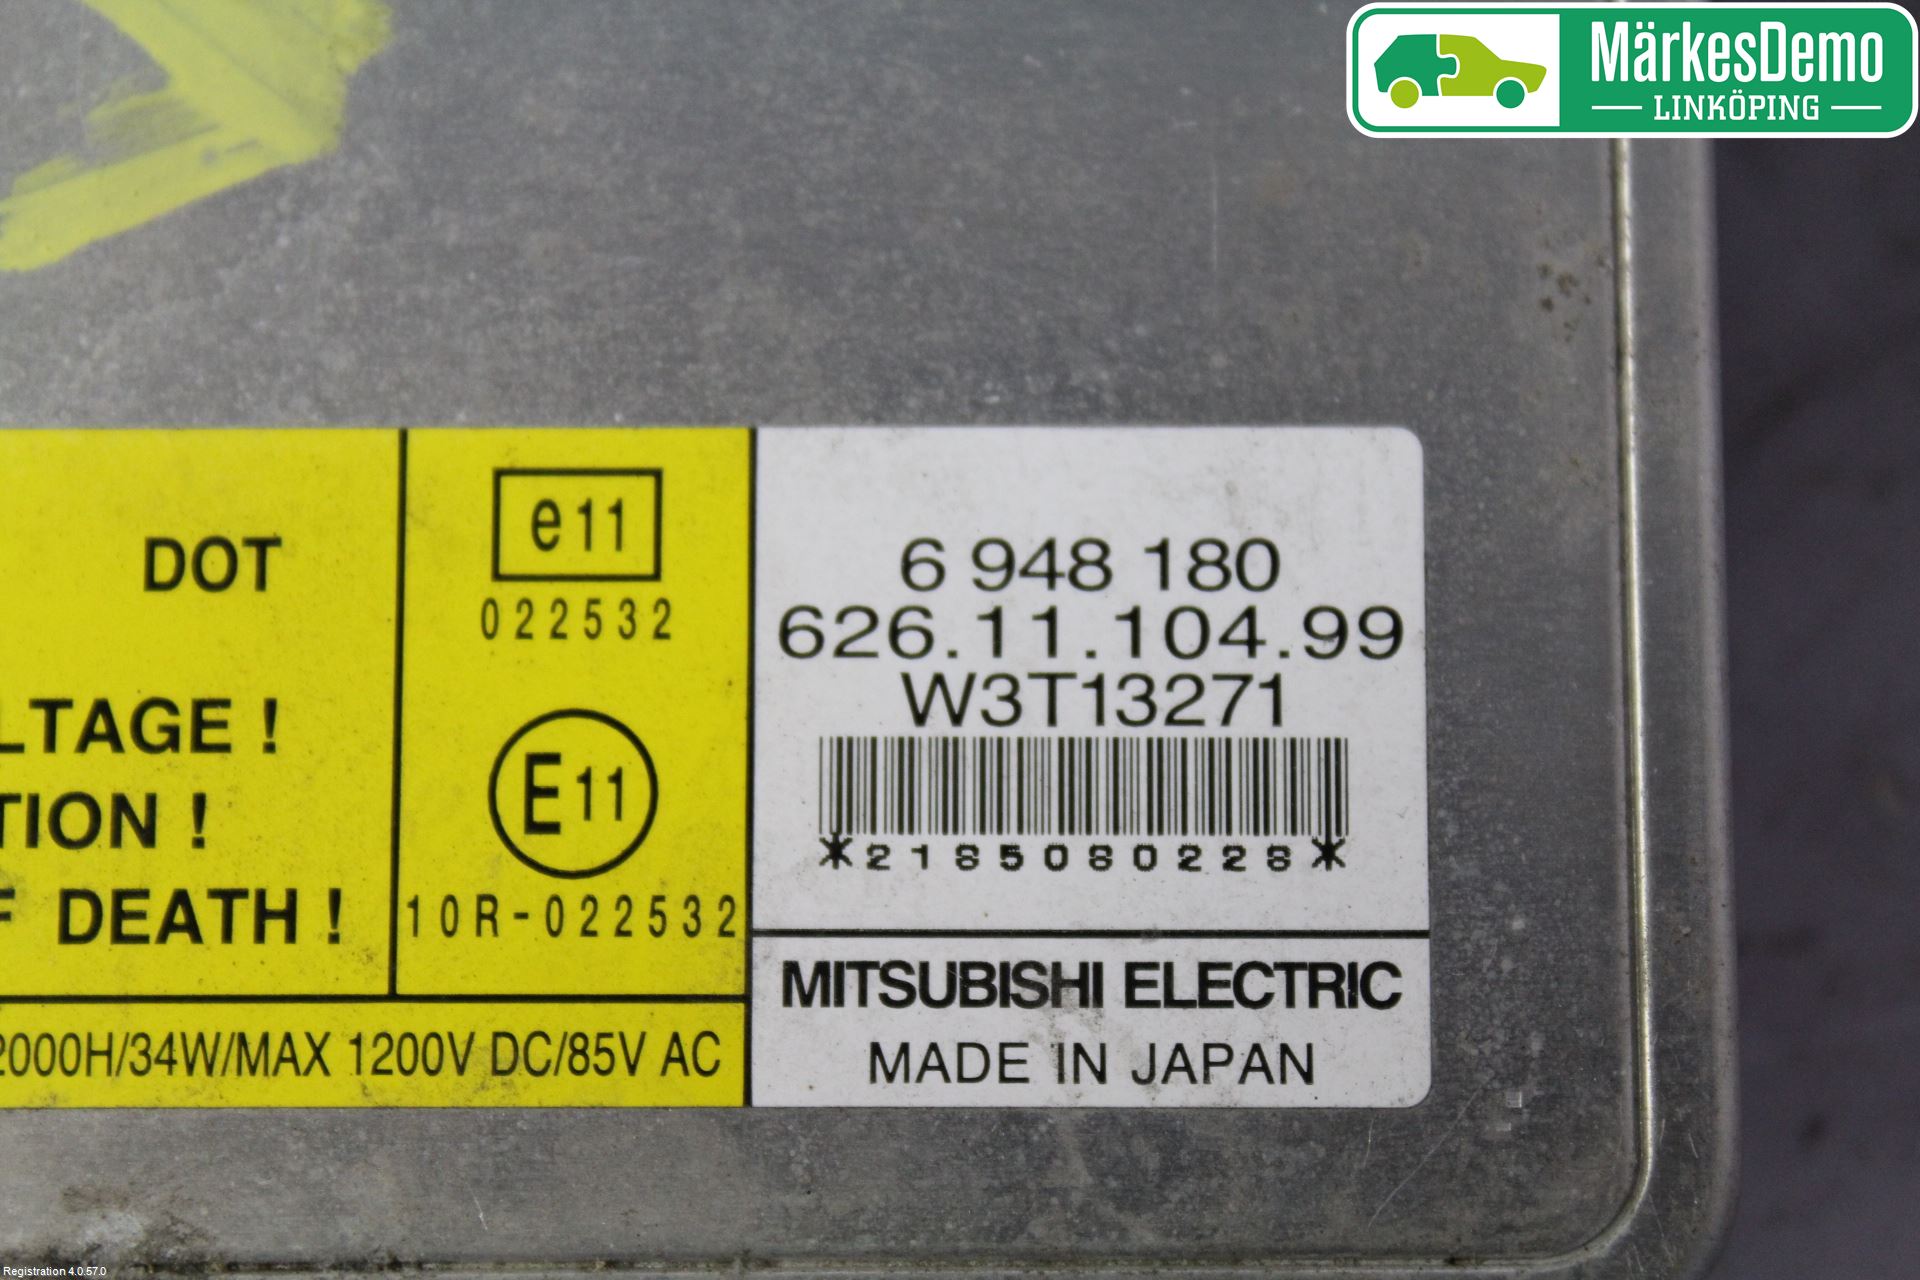 MärkesDemo
LINKÖPING
DOT
LTAGE !
TION !
F DEATH !
e11
022532
E11
10R-022532
2000H/34W/MAX 1200V DC/85V AC
6 948 180
626.11.104.99
W3T13271
*2185080228*
MITSUBISHI ELECTRIC
MADE IN JAPAN
Registration 4.0.57.0